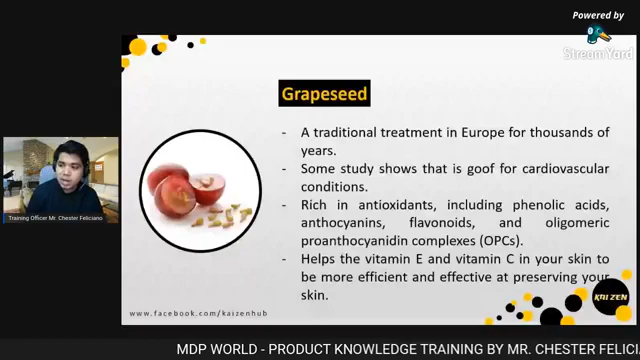 Powered by
StreamYard
Grapeseed
- A traditional treatment in Europe for thousands of
years.
- Some study shows that is goof for cardiovascular
conditions.
- Rich in antioxidants, including phenolic acids,
anthocyanins, flavonoids, and oligomeric
proanthocyanidin complexes (OPCs).
- Helps the vitamin E and vitamin C in your skin to
be more efficient and effective at preserving your
skin.
Training Officer Mr. Chester Feliciano
KAIZEN
www.facebook.com/kaizenhub
MDP WORLD - PRODUCT KNOWLEDGE TRAINING BY MR. CHESTER FELICI